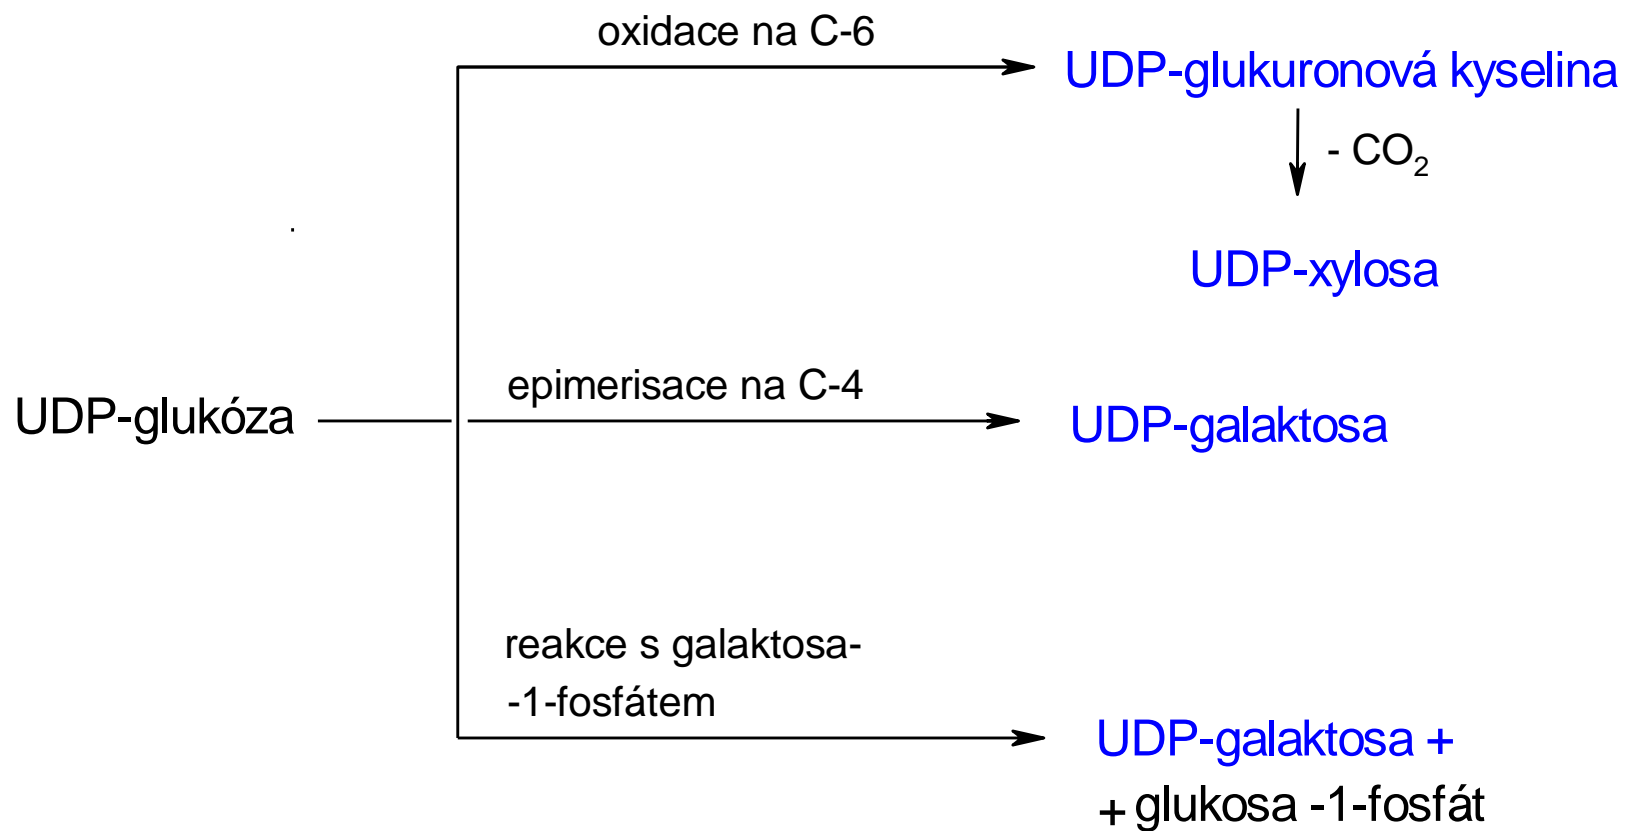 oxidace na C-6
UDP-glukuronová kyselina
- CO₂
UDP-xylosa
epimerisace na C-4
UDP-glukóza
UDP-galaktosa
reakce s galaktosa-
-1-fosfátem
UDP-galaktosa +
+ glukosa -1-fosfát